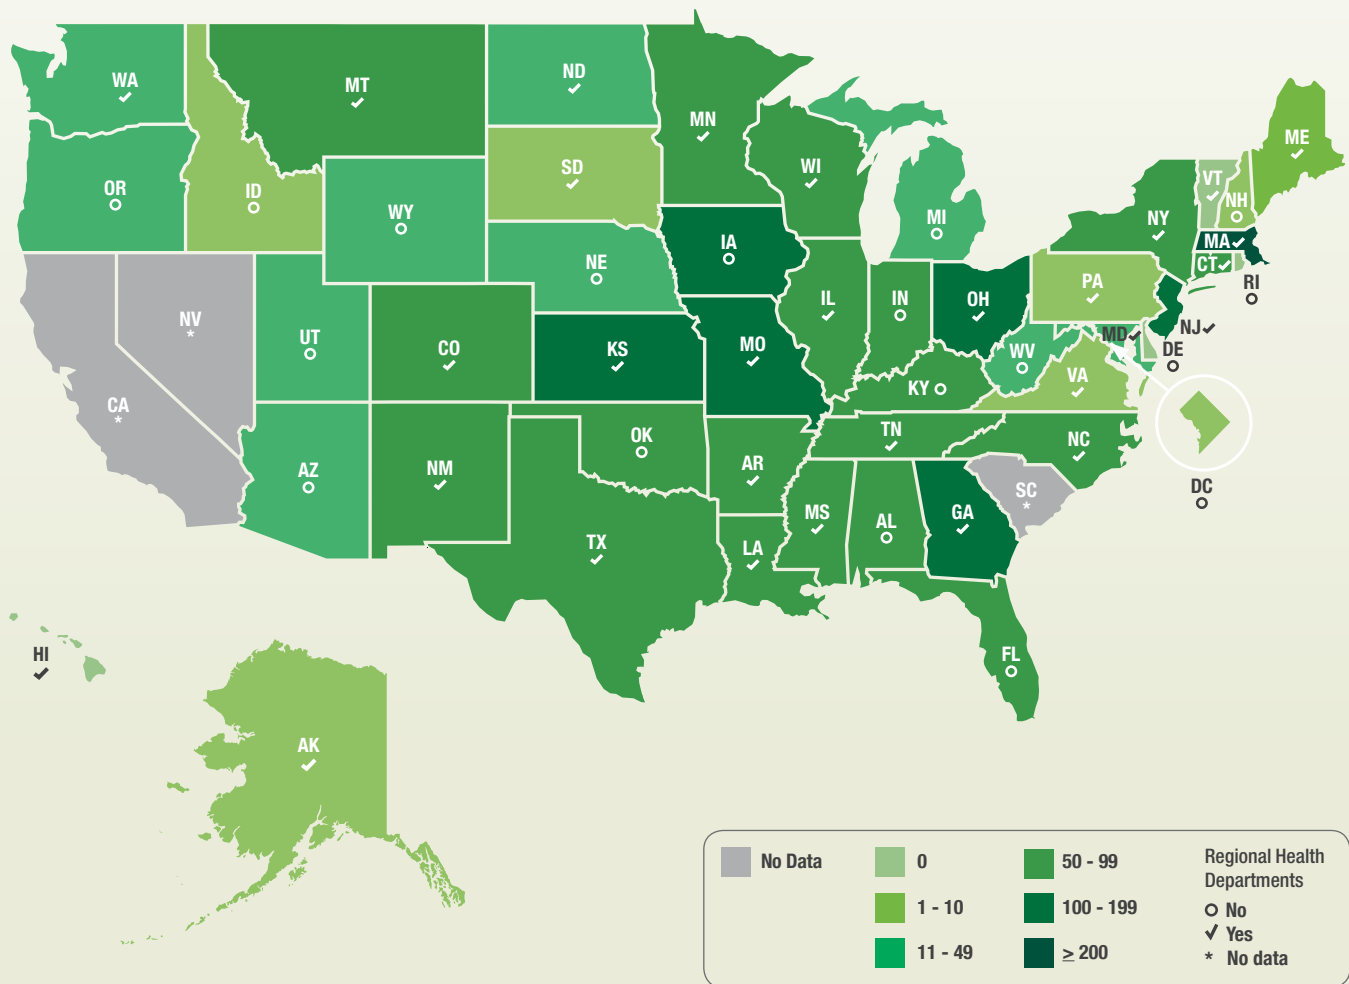 WA
MT
ND
MN
ME
OR
ID
SD
WI
VT
NH
WY
MI
NY
IA
MA
NE
CT
RI
PA
NV
*
UT
CO
IL
IN
OH
NJ
KS
MO
MD
DE
WV
VA
CA
*
KY
OK
TN
NC
AZ
NM
AR
SC
*
DC
MS
AL
GA
TX
LA
FL
HI
AK
No Data
0
50 - 99
1 - 10
100 - 199
11 - 49
≥ 200
Regional Health
Departments
No
Yes
* No data